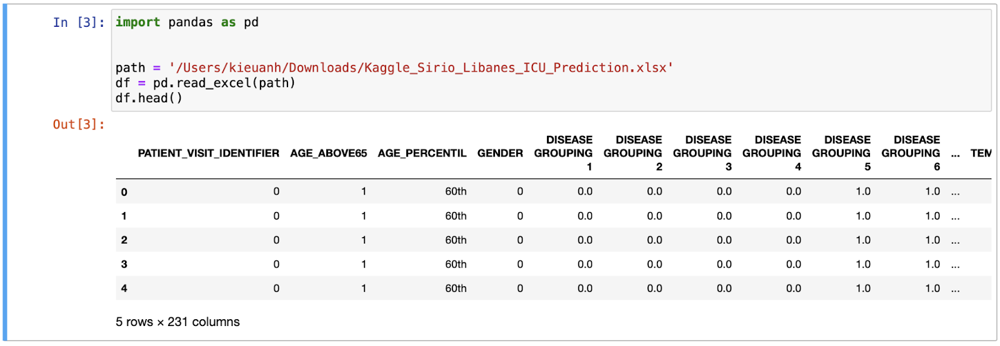 In [3]: import pandas as pd
path = '/Users/kieuanh/Downloads/Kaggle_Sirio_Libanes_ICU_Prediction.xlsx'
df = pd.read_excel(path)
df.head()
Out[3]:
PATIENT_VISIT_IDENTIFIER AGE_ABOVE65 AGE_PERCENTIL GENDER DISEASE GROUPING 1 DISEASE GROUPING 2 DISEASE GROUPING 3 DISEASE GROUPING 4 DISEASE GROUPING 5 DISEASE GROUPING 6 ... TEM
0 0 1 60th 0 0.0 0.0 0.0 0.0 1.0 1.0 ...
1 0 1 60th 0 0.0 0.0 0.0 0.0 1.0 1.0 ...
2 0 1 60th 0 0.0 0.0 0.0 0.0 1.0 1.0 ...
3 0 1 60th 0 0.0 0.0 0.0 0.0 1.0 1.0 ...
4 0 1 60th 0 0.0 0.0 0.0 0.0 1.0 1.0 ...
5 rows × 231 columns